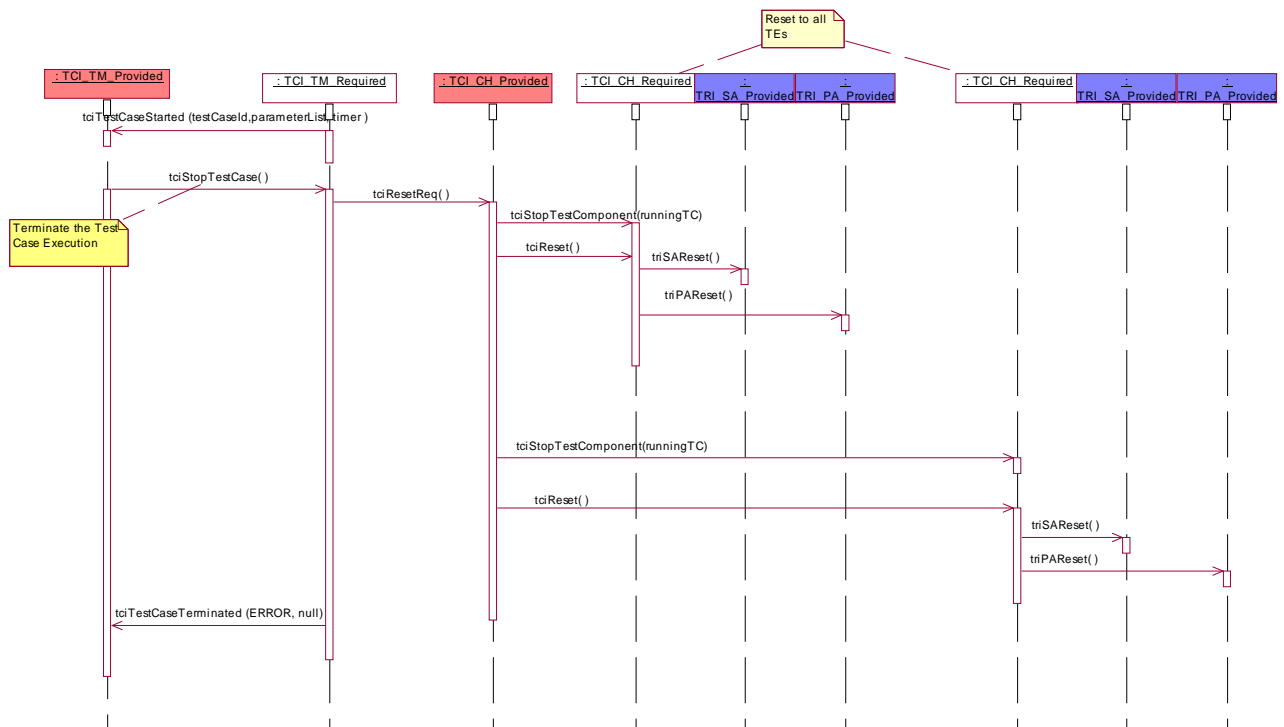 Reset to all
TEs
: TCI_TM_Provided
: TCI_TM_Required
: TCI_CH_Provided
: TCI_CH_Required
:
TRI_SA_Provided
:
TRI_PA_Provided
: TCI_CH_Required
:
TRI_SA_Provided
:
TRI_PA_Provided
tciTestCaseStarted (testCaseId,parameterList, timer )
tciStopTestCase( )
tciResetReq( )
tciStopTestComponent(runningTC)
Terminate the Test
Case Execution
tciReset( )
triSAReset( )
triPAReset( )
tciStopTestComponent(runningTC)
tciReset( )
triSAReset( )
triPAReset( )
tciTestCaseTerminated (ERROR, null)